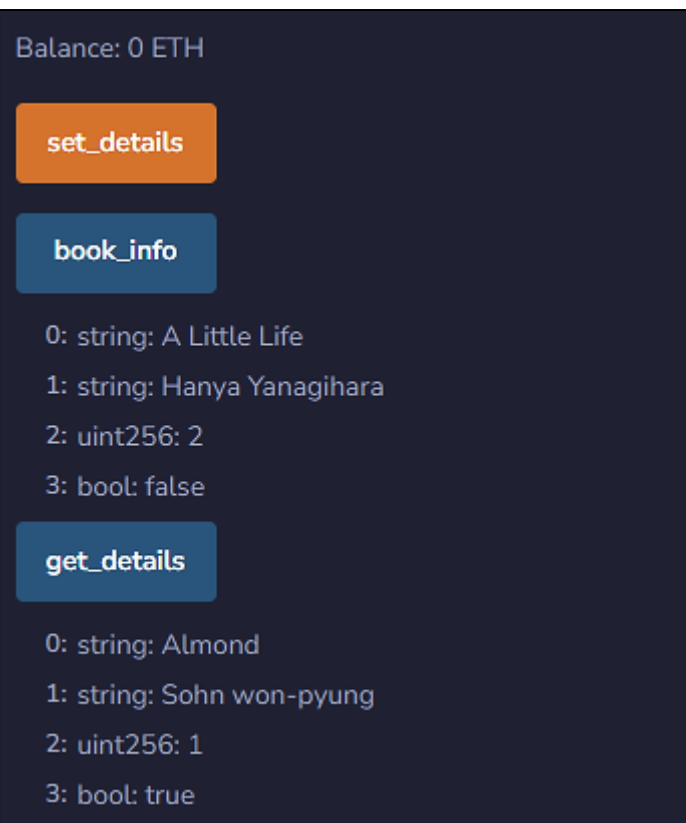 Balance: 0 ETH
set_details
book_info
0: string: A Little Life
1: string: Hanya Yanagihara
2: uint256: 2
3: bool: false
get_details
0: string: Almond
1: string: Sohn won-pyung
2: uint256: 1
3: bool: true